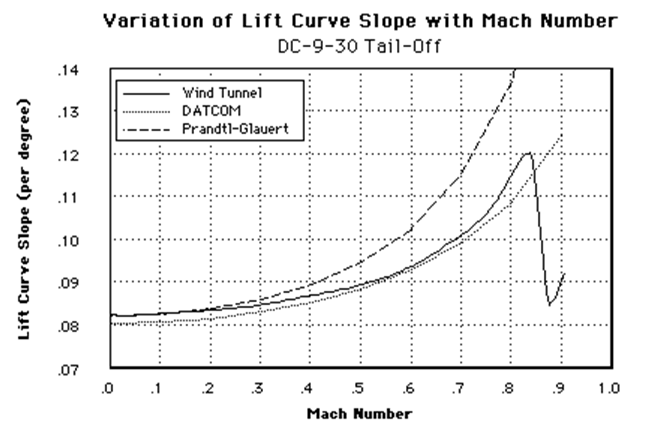 Variation of Lift Curve Slope with Mach Number
DC-9-30 Tail-Off
Lift Curve Slope (per degree)
.14
.13
.12
.11
.10
.09
.08
.07
Wind Tunnel
DATCOM
Prandtl-Glauert
.0 .1 .2 .3 .4 .5 .6 .7 .8 .9 1.0
Mach Number